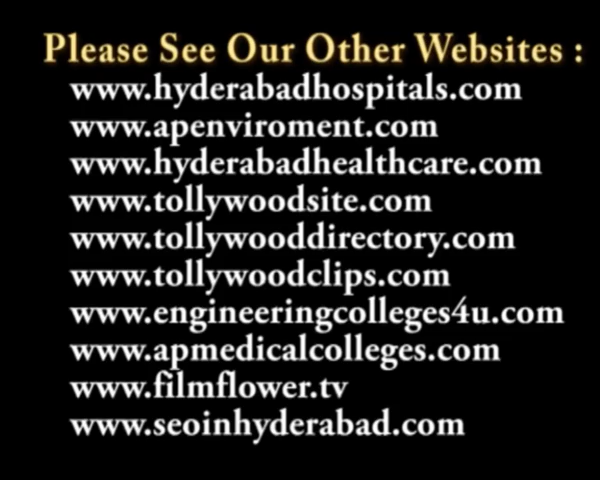 Please See Our Other Websites :
www.hyderabadhospitals.com
www.apenviroment.com
www.hyderabadhealthcare.com
www.tollywoodsite.com
www.tollywooddirectory.com
www.tollywoodclips.com
www.engineeringcolleges4u.com
www.apmedicalcolleges.com
www.filmflower.tv
www.seoinhyderabad.com